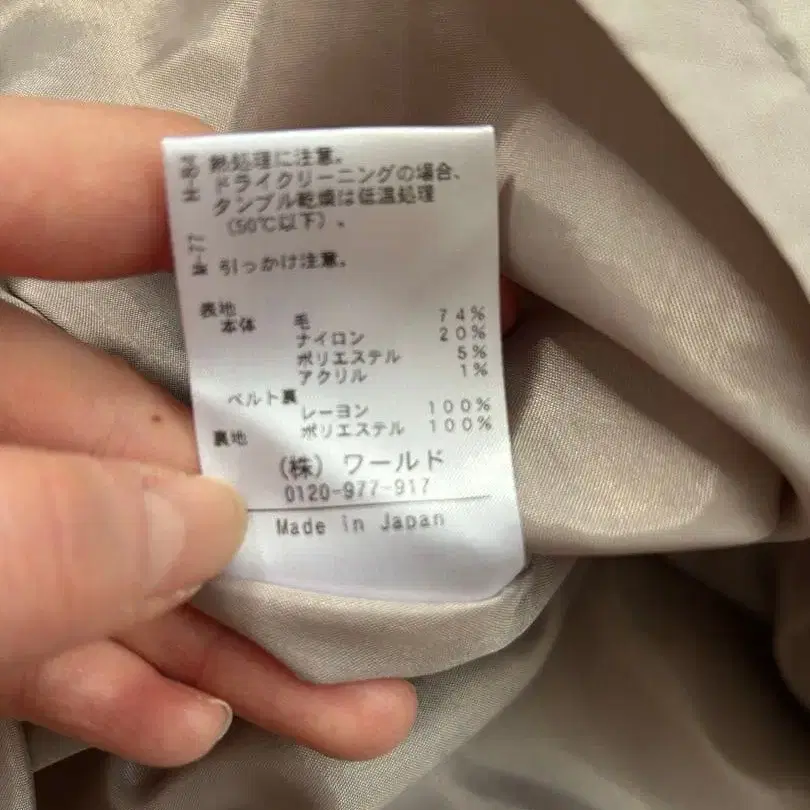 H-54
熱処理に注意。
ドライクリーニングの場合、
タンブル乾燥は低温処理
(50℃以下)。
W-77
引っかけ注意。
表地
本体 毛 74%
ナイロン 20%
ポリエステル 5%
アクリル 1%
ベルト裏
レーヨン 100%
裏地 ポリエステル 100%
(株) ワールド
0120-977-917
Made in Japan